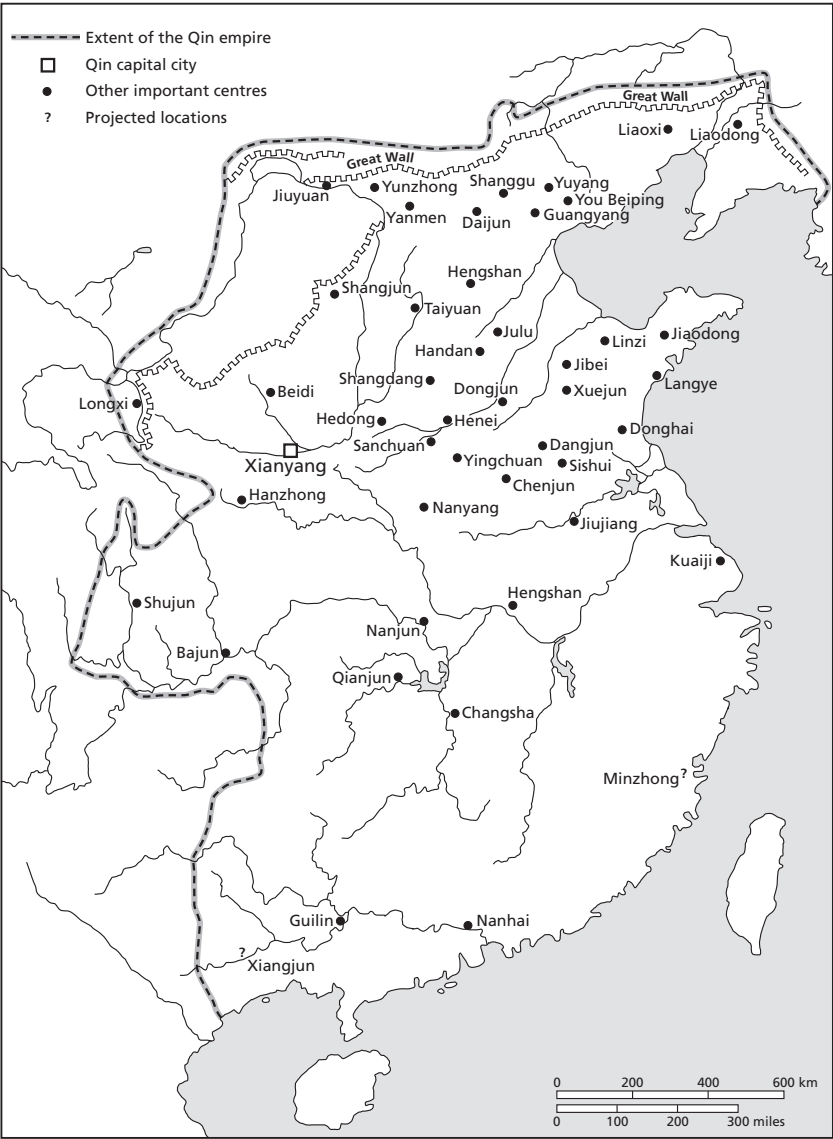 Extent of the Qin empire
Qin capital city
Other important centres
? Projected locations
Great Wall
Liaoxi
Liaodong
Great Wall
Jiuyuan
Yunzhong
Shanggu
Yuyang
You Beiping
Yanmen
Daijun
Guangyang
Hengshan
Shangjun
Taiyuan
Julu
Linzi
Jiaodong
Handan
Jibei
Shangdang
Langye
Beidi
Dongjun
Xuejun
Longxi
Hedong
Henei
Donghai
Sanchuan
Dangjun
Xianyang
Yingchuan
Sishui
Chenjun
Hanzhong
Nanyang
Jiujiang
Kuaiji
Shujun
Hengshan
Nanjun
Bajun
Qianjun
Changsha
Minzhong ?
Guilin
Nanhai
?
Xiangjun
0 200 400 600 km
0 100 200 300 miles